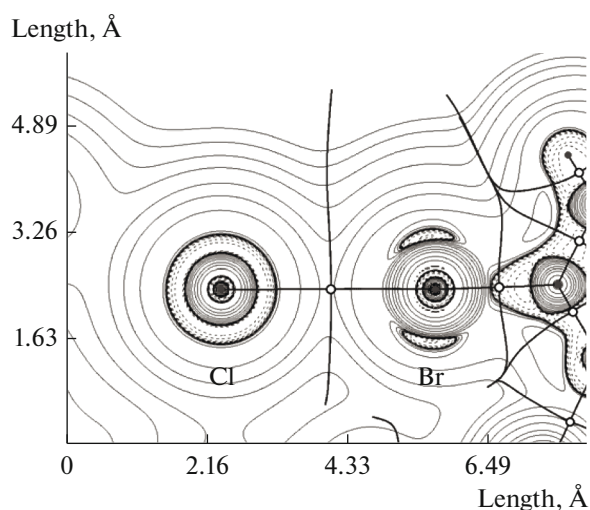 Length, Å
4.89
3.26
1.63
Cl
Br
0
2.16
4.33
6.49
Length, Å